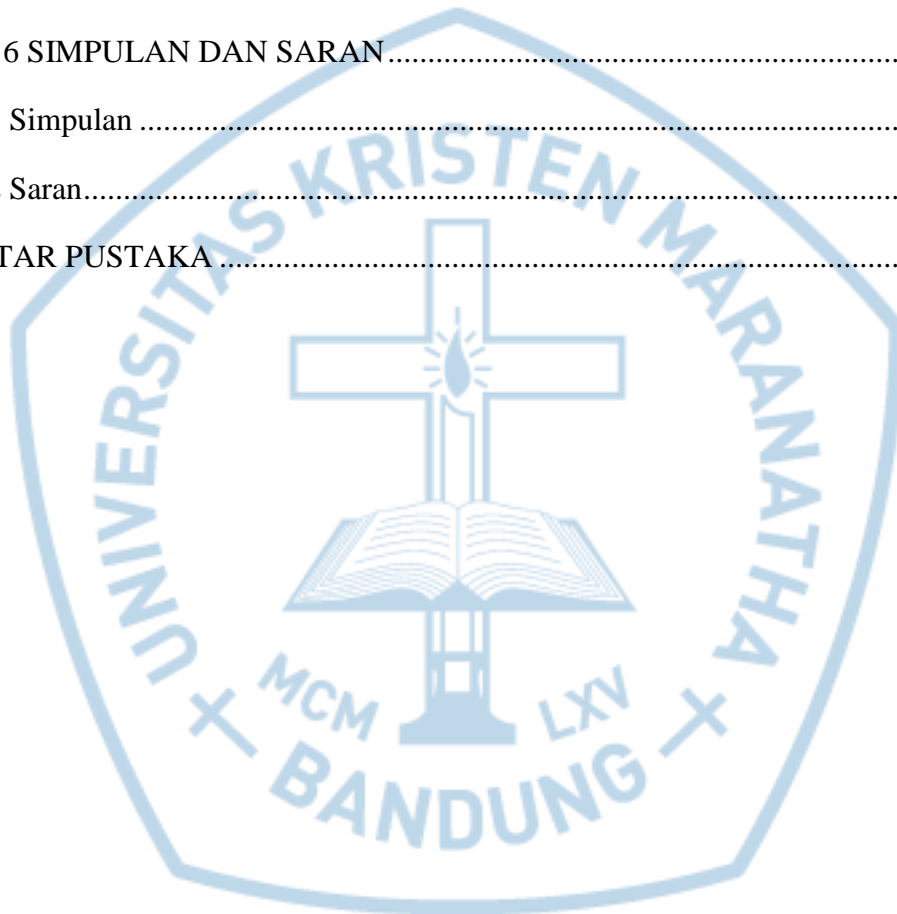 6 SIMPULAN DAN SARAN
Simpulan
Saran
TAR PUSTAKA
UNIVERSITAS KRISTEN MARANATHA
MCM LXV
BANDUNG